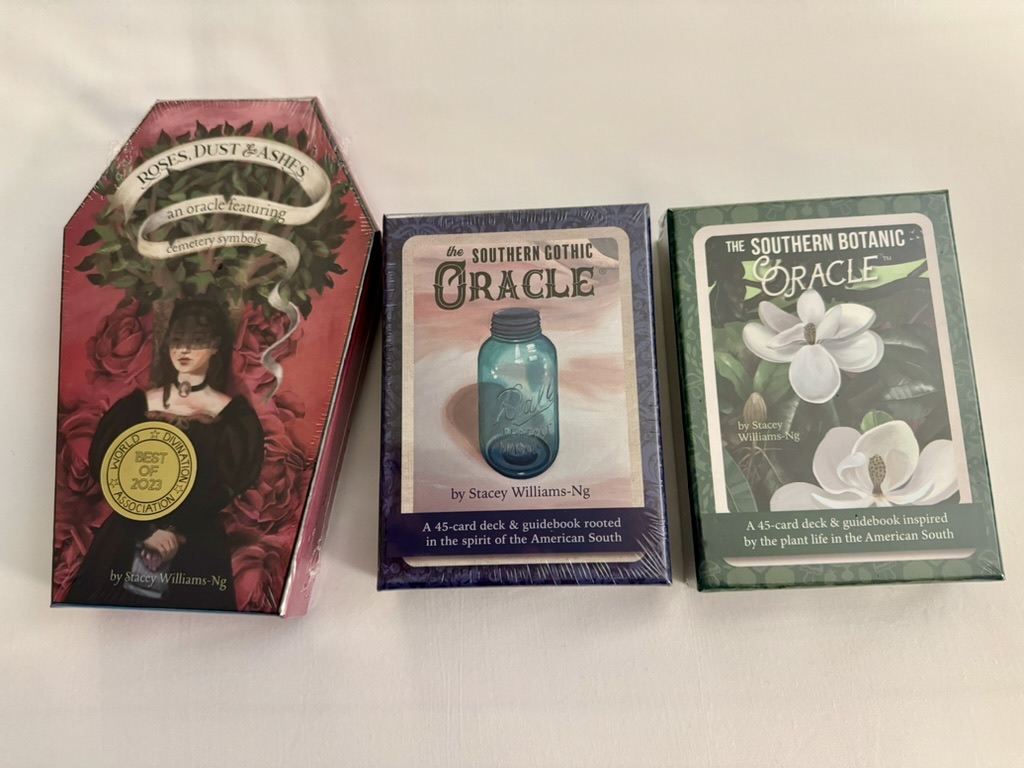 ROSES, DUST & ASHES
an oracle featuring
cemetery symbols
WORLD ☆ DIVINATION ☆ ASSOCIATION ☆
BEST
OF
2023
by Stacey Williams-Ng
the SOUTHERN GOTHIC
ORACLE®
Ball
MASON
by Stacey Williams-Ng
A 45-card deck & guidebook rooted
in the spirit of the American South
THE SOUTHERN BOTANIC
ORACLE™
by Stacey
Williams-Ng
A 45-card deck & guidebook inspired
by the plant life in the American South